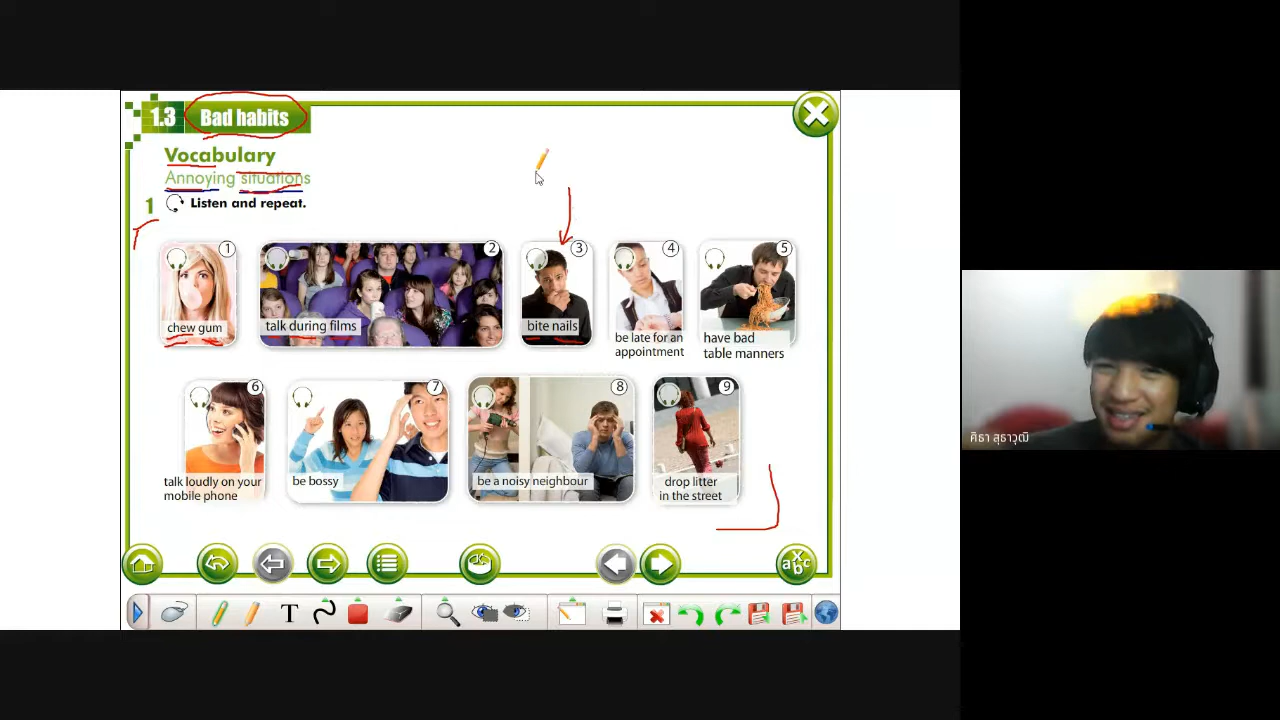 1.3 Bad habits
Vocabulary
Annoying situations
1 Listen and repeat.
1
2
3
4
5
chew gum
talk during films
bite nails
be late for an
appointment
have bad
table manners
6
7
8
9
talk loudly on your
mobile phone
be bossy
be a noisy neighbour
drop litter
in the street
ศิธา สุธาวุฒิ
a x b c
T